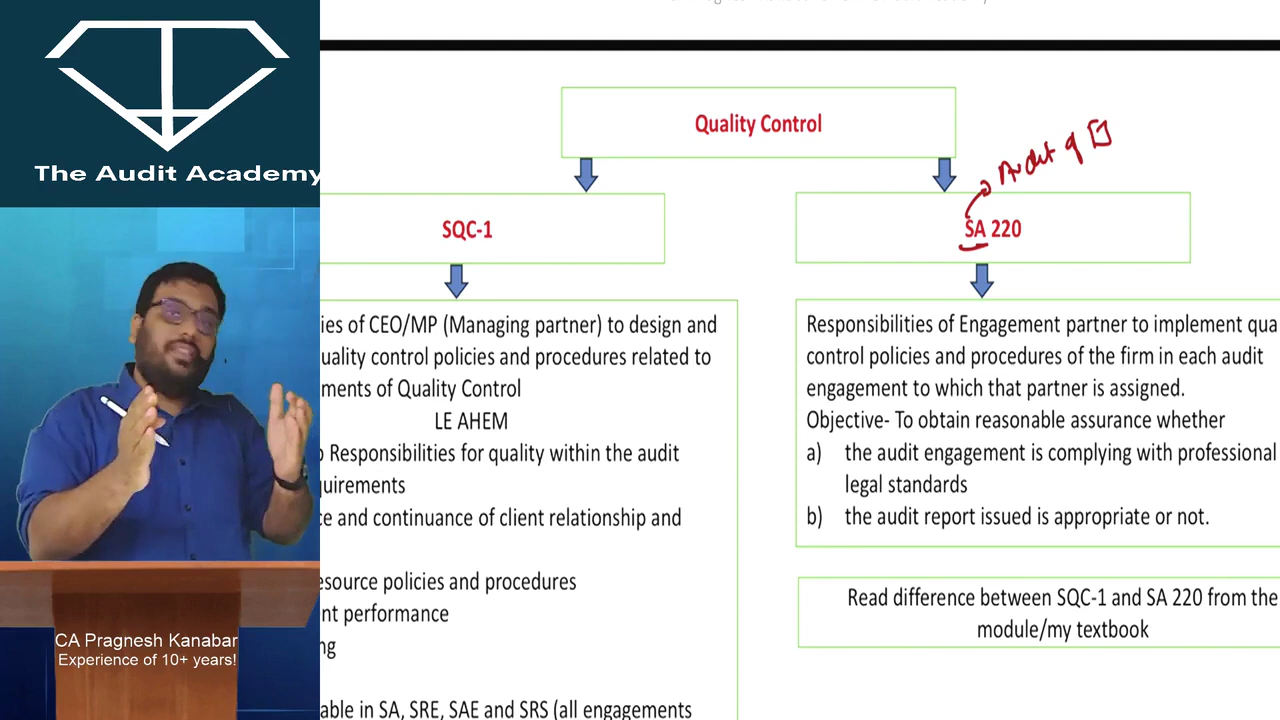 The Audit Academy
CA Pragnesh Kanabar
Experience of 10+ years!
Quality Control
SQC-1
ies of CEO/MP (Managing partner) to design and
uality control policies and procedures related to
ments of Quality Control
LE AHEM
Responsibilities for quality within the audit
quirements
ce and continuance of client relationship and
esource policies and procedures
nt performance
ng
able in SA, SRE, SAE and SRS (all engagements
Audit of
SA 220
Responsibilities of Engagement partner to implement qua
control policies and procedures of the firm in each audit
engagement to which that partner is assigned.
Objective- To obtain reasonable assurance whether
a) the audit engagement is complying with professional
legal standards
b) the audit report issued is appropriate or not.
Read difference between SQC-1 and SA 220 from the
module/my textbook